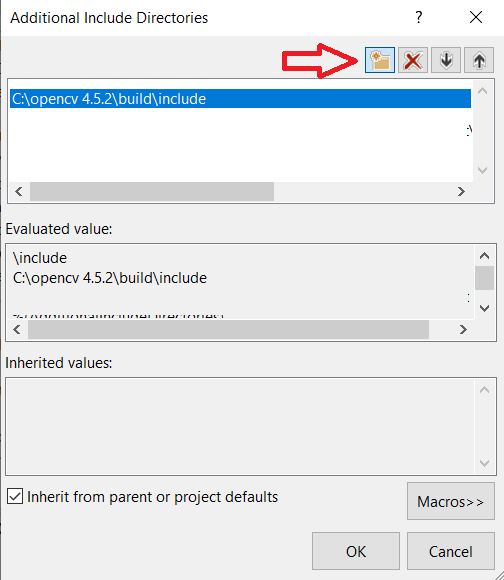 Additional Include Directories
?
C:\opencv 4.5.2\build\include
:\
Evaluated value:
\include
C:\opencv 4.5.2\build\include
:
%(AdditionalIncludeDirectories)
Inherited values:
Inherit from parent or project defaults
Macros>>
OK
Cancel